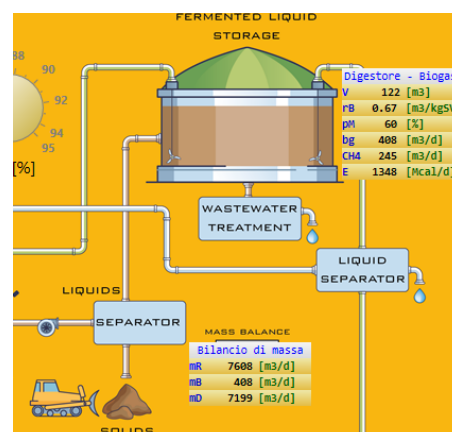 FERMENTED LIQUID
STORAGE
88
90
92
94
95
[%]
Digestore - Biogas
V 122 [m3]
rB 0.67 [m3/kgSV
pM 60 [%]
bg 408 [m3/d]
CH4 245 [m3/d]
E 1348 [Mcal/d]
WASTEWATER
TREATMENT
LIQUID
SEPARATOR
LIQUIDS
SEPARATOR
MASS BALANCE
Bilancio di massa
mR 7608 [m3/d]
mB 408 [m3/d]
mD 7199 [m3/d]
SOLIDS